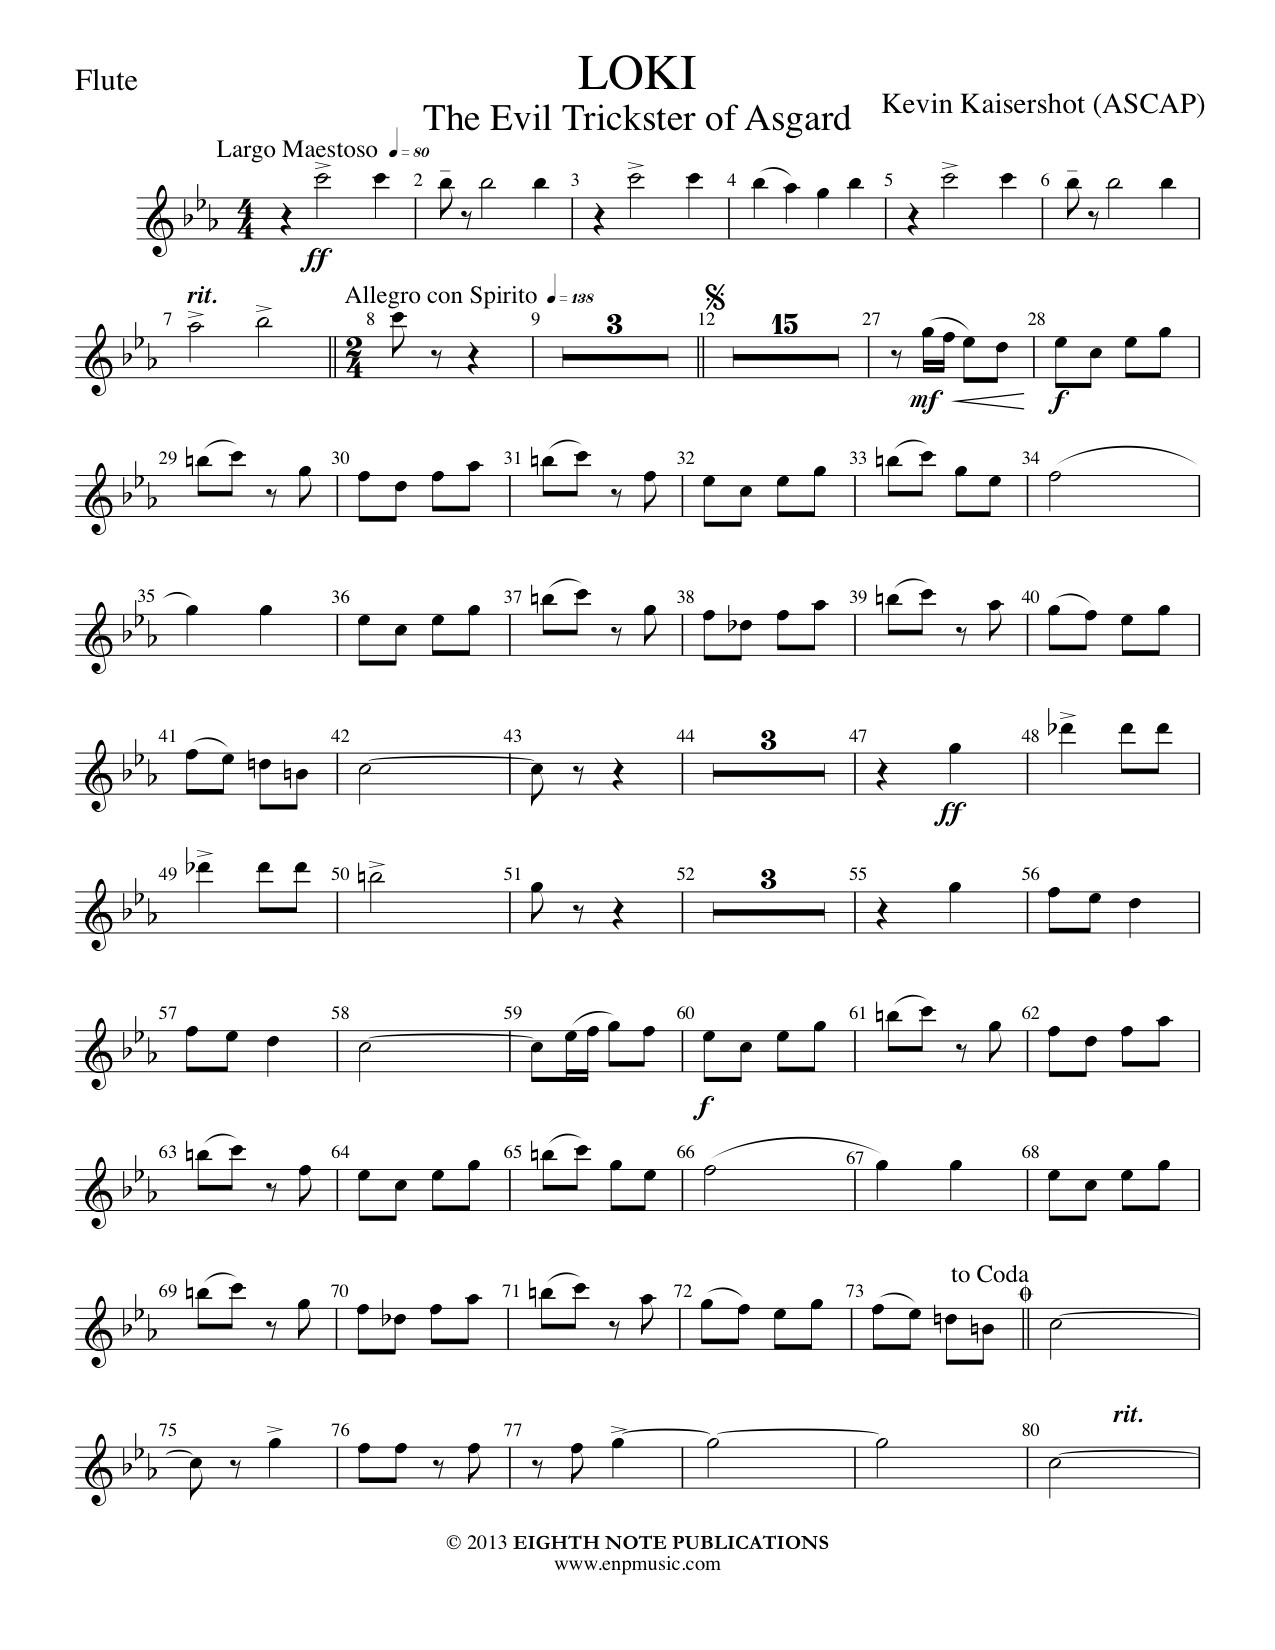 Flute
LOKI
The Evil Trickster of Asgard
Kevin Kaisershot (ASCAP)
Largo Maestoso ♩ = 80
2 3 4 5 6
4
4
ff
rit.
Allegro con Spirito ♩ = 138
7 8 9 12 27 28
2
4
3 15
mf f
29 30 31 32 33 34
35 36 37 38 39 40
41 42 43 44 47 48
3
ff
49 50 51 52 55 56
3
57 58 59 60 61 62
f
63 64 65 66 67 68
to Coda
69 70 71 72 73
rit.
75 76 77 80
© 2013 EIGHTH NOTE PUBLICATIONS
www.enpmusic.com